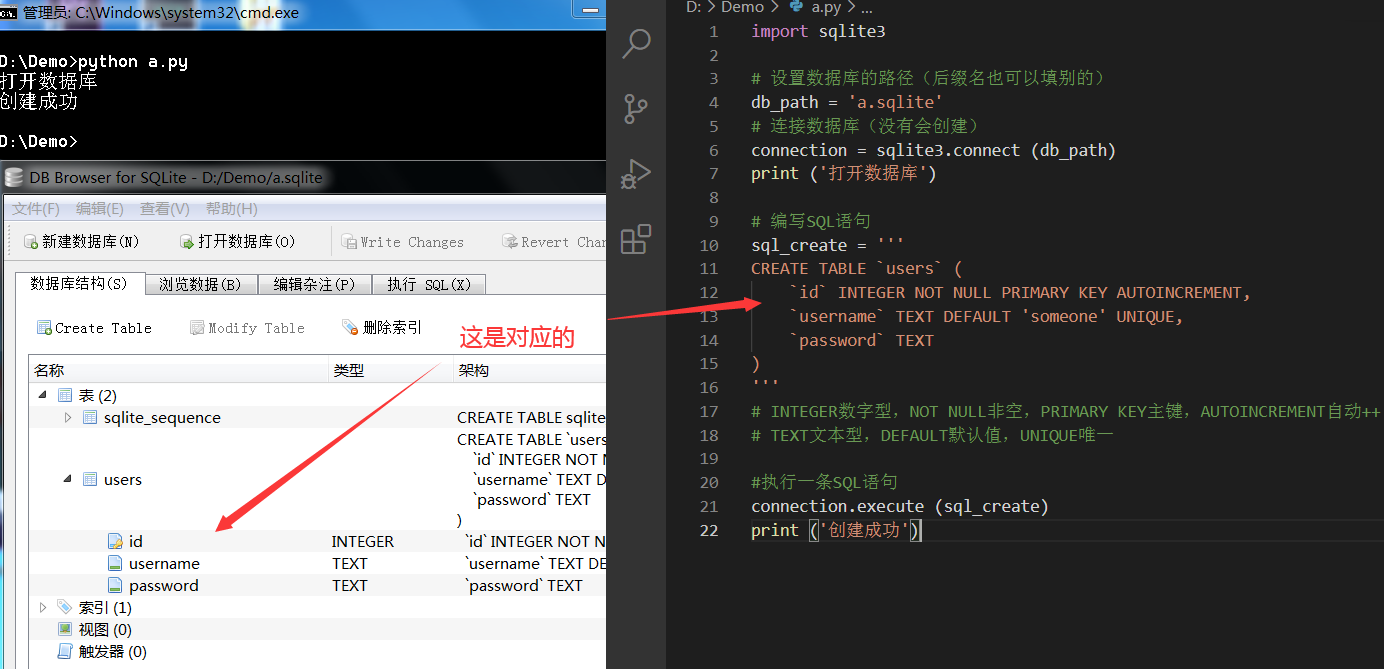 管理员: C:\Windows\system32\cmd.exe
D:\Demo>python a.py
打开数据库
创建成功
D:\Demo>
DB Browser for SQLite - D:/Demo/a.sqlite
文件(F) 编辑(E) 查看(V) 帮助(H)
新建数据库(N) 打开数据库(O) Write Changes Revert Chan
数据库结构(S) 浏览数据(B) 编辑杂注(P) 执行 SQL(X)
Create Table Modify Table 删除索引
这是对应的
名称 类型 架构
表 (2)
sqlite_sequence CREATE TABLE sqlite
CREATE TABLE `users
`id` INTEGER NOT N
users `username` TEXT D
`password` TEXT
)
id INTEGER `id` INTEGER NOT N
username TEXT `username` TEXT DE
password TEXT `password` TEXT
索引 (1)
视图 (0)
触发器 (0)
D: > Demo > a.py > ...
1 import sqlite3
2
3 # 设置数据库的路径（后缀名也可以填别的）
4 db_path = 'a.sqlite'
5 # 连接数据库（没有会创建）
6 connection = sqlite3.connect (db_path)
7 print ('打开数据库')
8
9 # 编写SQL语句
10 sql_create = '''
11 CREATE TABLE `users` (
12 `id` INTEGER NOT NULL PRIMARY KEY AUTOINCREMENT,
13 `username` TEXT DEFAULT 'someone' UNIQUE,
14 `password` TEXT
15 )
16 '''
17 # INTEGER数字型，NOT NULL非空，PRIMARY KEY主键，AUTOINCREMENT自动++
18 # TEXT文本型，DEFAULT默认值，UNIQUE唯一
19
20 #执行一条SQL语句
21 connection.execute (sql_create)
22 print ('创建成功')